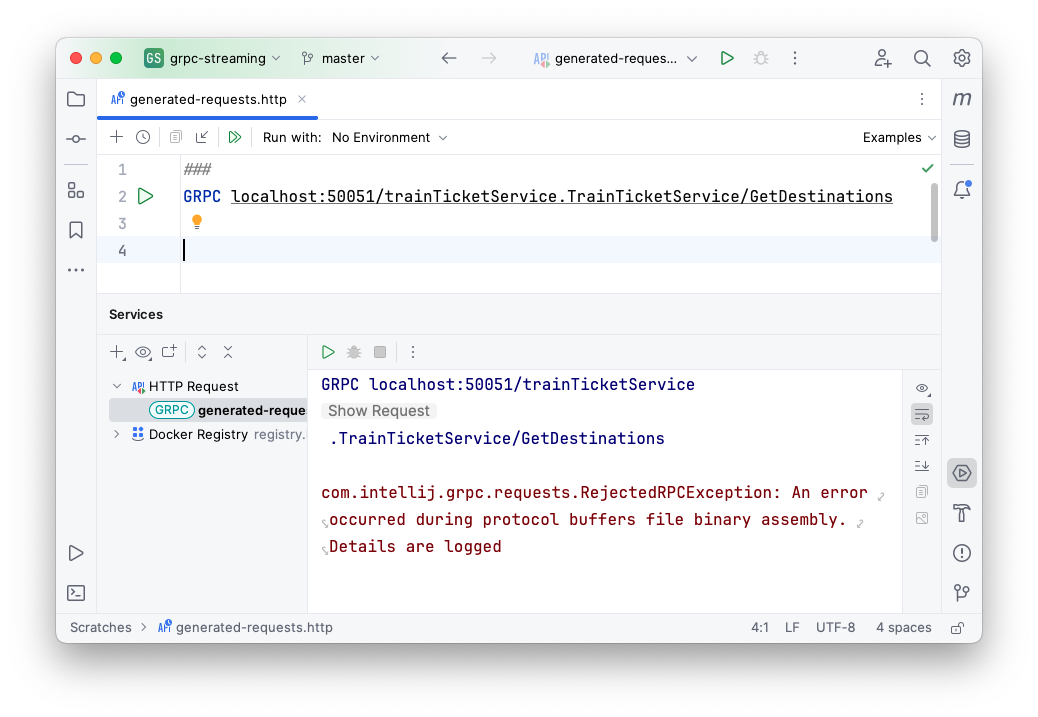 GS grpc-streaming master API generated-reques...
API generated-requests.http
Run with: No Environment Examples
1 ###
2 GRPC localhost:50051/trainTicketService.TrainTicketService/GetDestinations
3
4
Services
API HTTP Request
GRPC generated-reque
Docker Registry registry.
GRPC localhost:50051/trainTicketService
Show Request
.TrainTicketService/GetDestinations
com.intellij.grpc.requests.RejectedRPCException: An error
occurred during protocol buffers file binary assembly.
Details are logged
m
Scratches API generated-requests.http 4:1 LF UTF-8 4 spaces